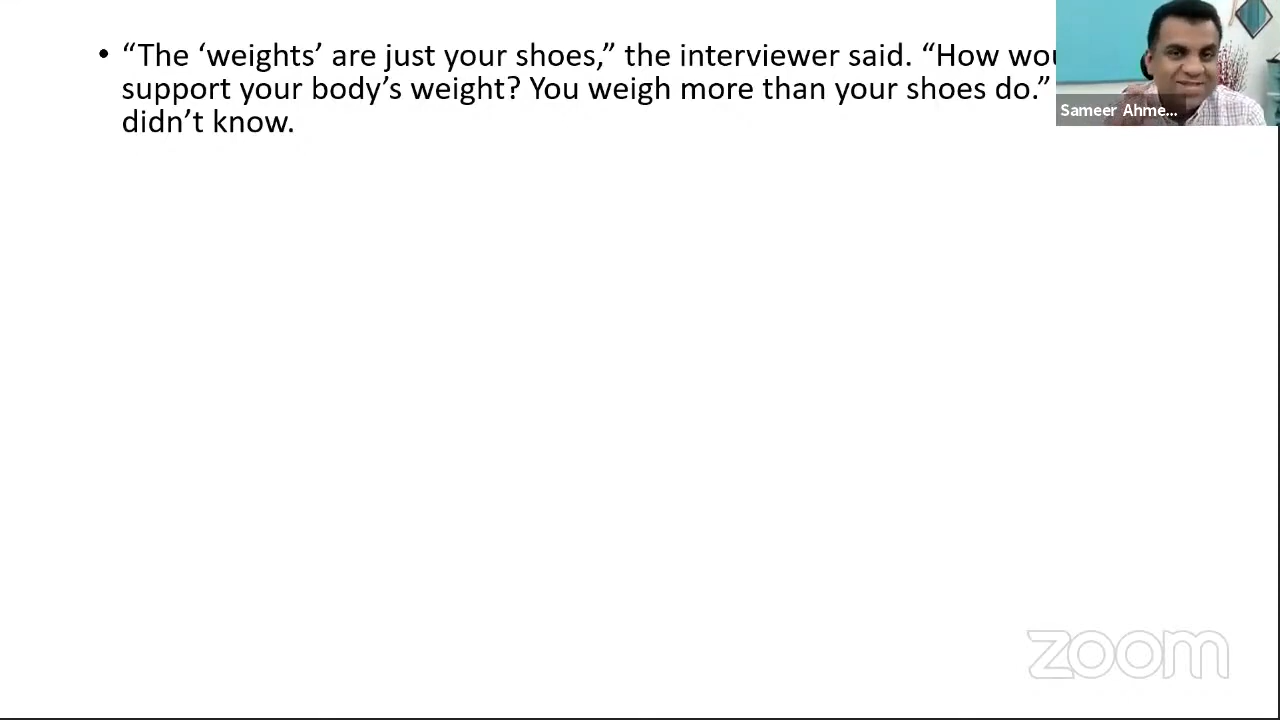 • “The ‘weights’ are just your shoes,” the interviewer said. “How
support your body’s weight? You weigh more than your shoes do.”
didn’t know.
Sameer Ahme...
zoom